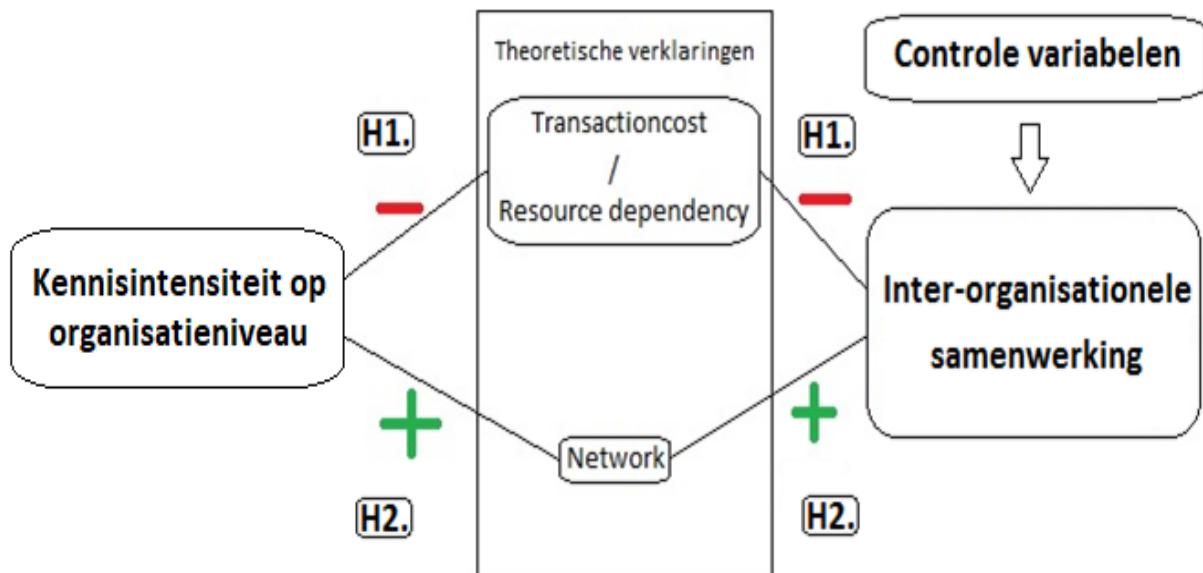 Theoretische verklaringen
Controle variabelen
H1.
Transactioncost
/
Resource dependency
H1.
Kennisintensiteit op
organisatieniveau
Inter-organisationele
samenwerking
Network
H2.
H2.